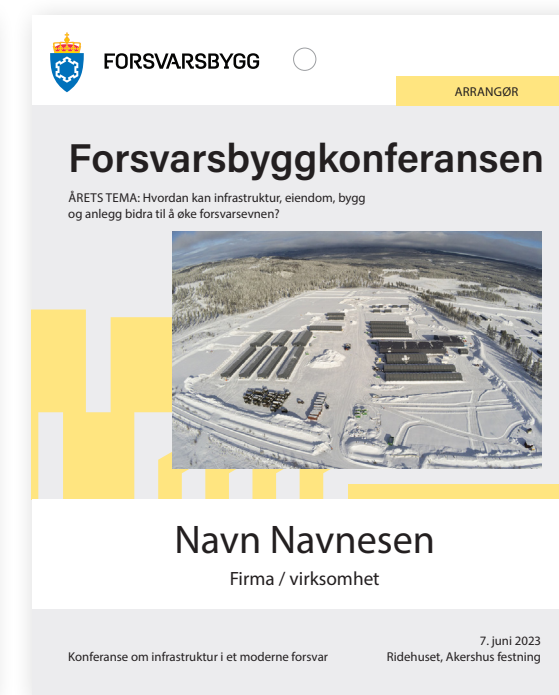 FORSVARSBYGG
ARRANGØR
Forsvarsbyggkonferansen
ÅRETS TEMA: Hvordan kan infrastruktur, eiendom, bygg
og anlegg bidra til å øke forsvarsevnen?
Navn Navnesen
Firma / virksomhet
7. juni 2023
Konferanse om infrastruktur i et moderne forsvar
Ridehuset, Akershus festning